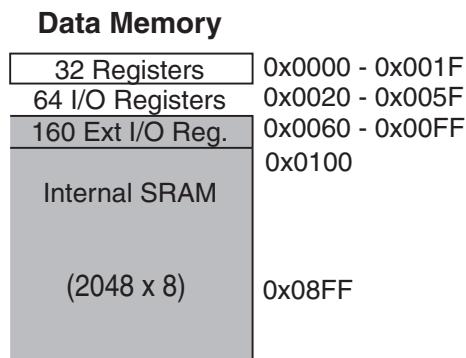 Data Memory
32 Registers 0x0000 - 0x001F
64 I/O Registers 0x0020 - 0x005F
160 Ext I/O Reg. 0x0060 - 0x00FF
0x0100
Internal SRAM
(2048 x 8) 0x08FF